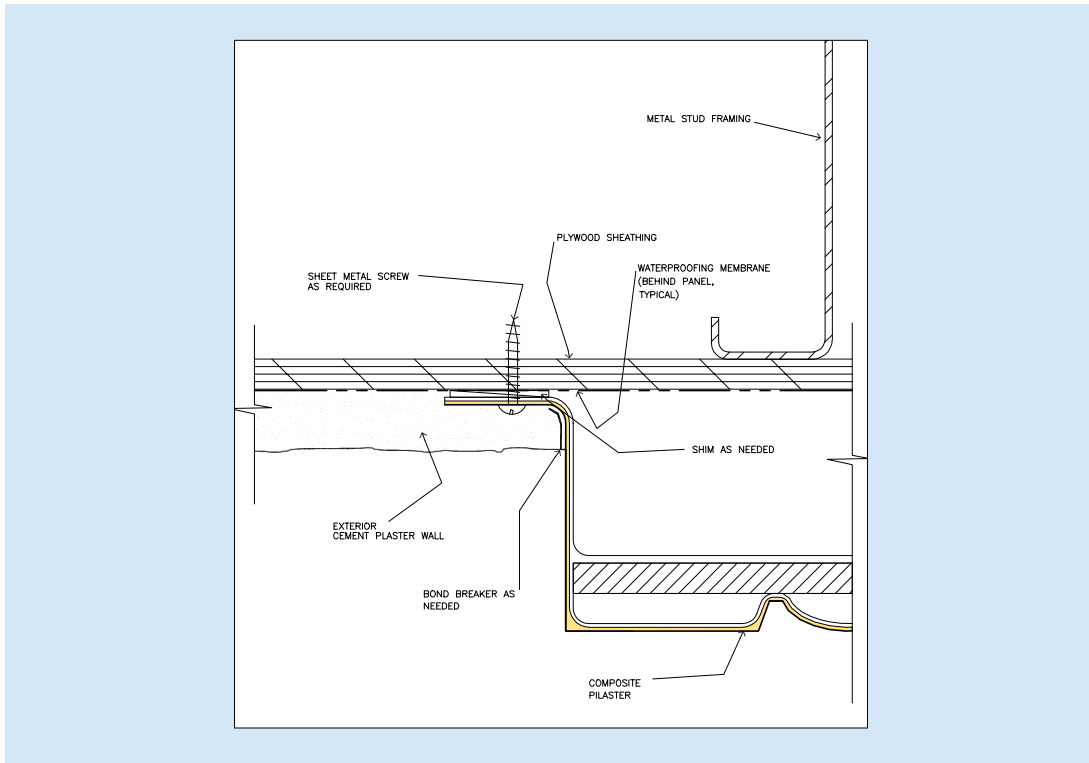 METAL STUD FRAMING
PLYWOOD SHEATHING
WATERPROOFING MEMBRANE
(BEHIND PANEL,
TYPICAL)
SHEET METAL SCREW
AS REQUIRED
SHIM AS NEEDED
EXTERIOR
CEMENT PLASTER WALL
BOND BREAKER AS
NEEDED
COMPOSITE
PILASTER